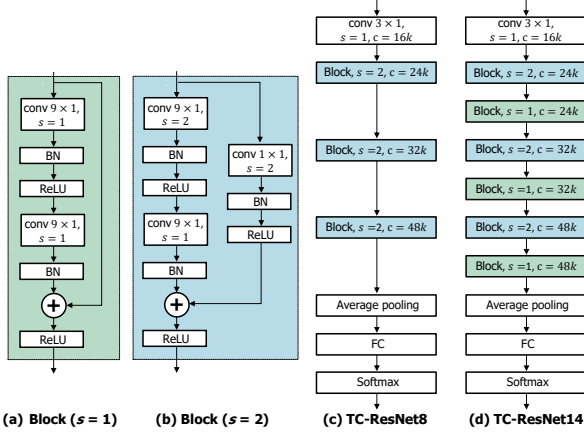 conv 9 × 1,
s = 1
BN
ReLU
conv 9 × 1,
s = 1
BN
+
ReLU
(a) Block (s = 1)
conv 9 × 1,
s = 2
BN
ReLU
conv 9 × 1,
s = 1
BN
+
ReLU
conv 1 × 1,
s = 2
BN
ReLU
(b) Block (s = 2)
conv 3 × 1,
s = 1, c = 16k
Block, s = 2, c = 24k
Block, s =2, c = 32k
Block, s =2, c = 48k
Average pooling
FC
Softmax
(c) TC-ResNet8
conv 3 × 1,
s = 1, c = 16k
Block, s = 2, c = 24k
Block, s = 1, c = 24k
Block, s =2, c = 32k
Block, s =1, c = 32k
Block, s =2, c = 48k
Block, s =1, c = 48k
Average pooling
FC
Softmax
(d) TC-ResNet14